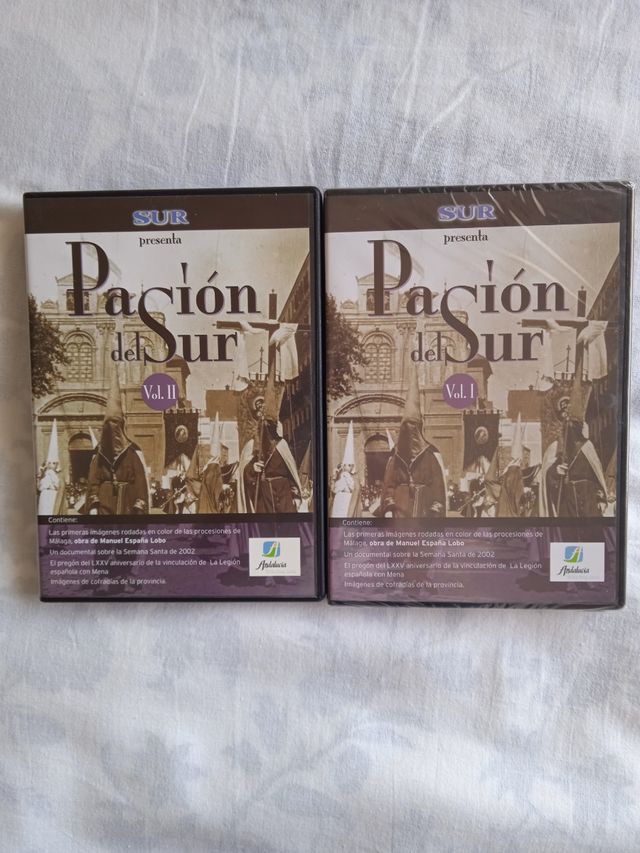 SUR
presenta
Pasión
del Sur
Vol. II
Contiene:
Las primeras imágenes rodadas en color de las procesiones de
Málaga, obra de Manuel España Lobo
Un documental sobre la Semana Santa de 2002
El pregón del LXXV aniversario de la vinculación de La Legión
española con Mena
Imágenes de cofradías de la provincia.
Andalucía
SUR
presenta
Pasión
del Sur
Vol. I
Contiene:
Las primeras imágenes rodadas en color de las procesiones de
Málaga, obra de Manuel España Lobo
Un documental sobre la Semana Santa de 2002
El pregón del LXXV aniversario de la vinculación de La Legión
española con Mena
Imágenes de cofradías de la provincia.
Andalucía